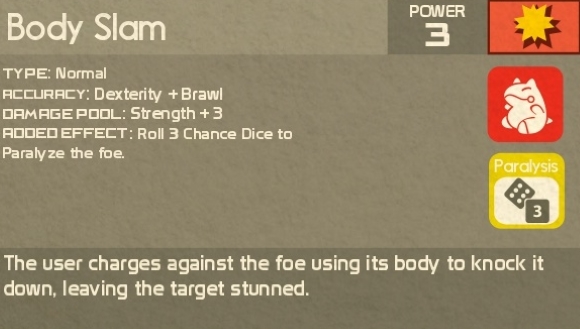 Body Slam
POWER
3
TYPE: Normal
ACCURACY: Dexterity + Brawl
DAMAGE POOL: Strength + 3
ADDED EFFECT: Roll 3 Chance Dice to
Paralyze the foe.
Paralysis
3
The user charges against the foe using its body to knock it
down, leaving the target stunned.